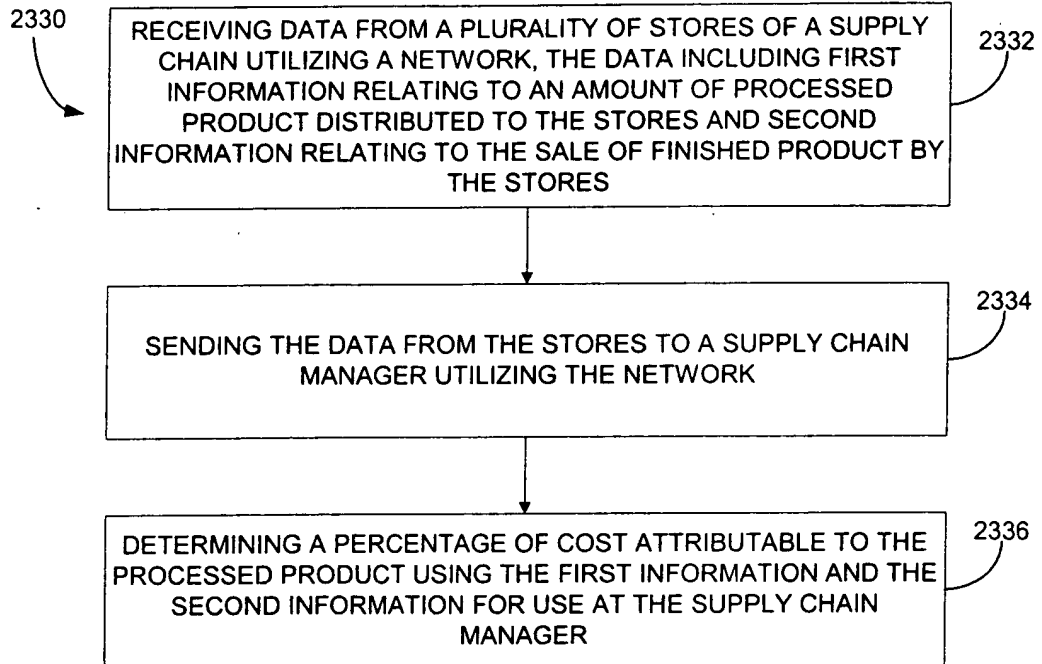 2330
RECEIVING DATA FROM A PLURALITY OF STORES OF A SUPPLY
CHAIN UTILIZING A NETWORK, THE DATA INCLUDING FIRST
INFORMATION RELATING TO AN AMOUNT OF PROCESSED
PRODUCT DISTRIBUTED TO THE STORES AND SECOND
INFORMATION RELATING TO THE SALE OF FINISHED PRODUCT BY
THE STORES
2332
SENDING THE DATA FROM THE STORES TO A SUPPLY CHAIN
MANAGER UTILIZING THE NETWORK
2334
DETERMINING A PERCENTAGE OF COST ATTRIBUTABLE TO THE
PROCESSED PRODUCT USING THE FIRST INFORMATION AND THE
SECOND INFORMATION FOR USE AT THE SUPPLY CHAIN
MANAGER
2336